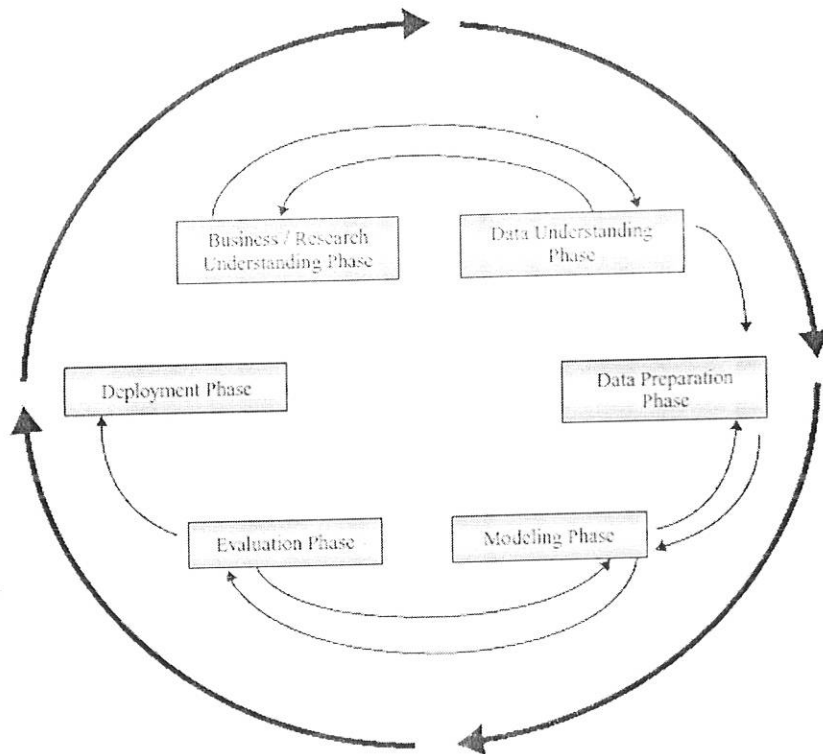 Business / Research
Understanding Phase
Data Understanding
Phase
Deployment Phase
Data Preparation
Phase
Evaluation Phase
Modeling Phase